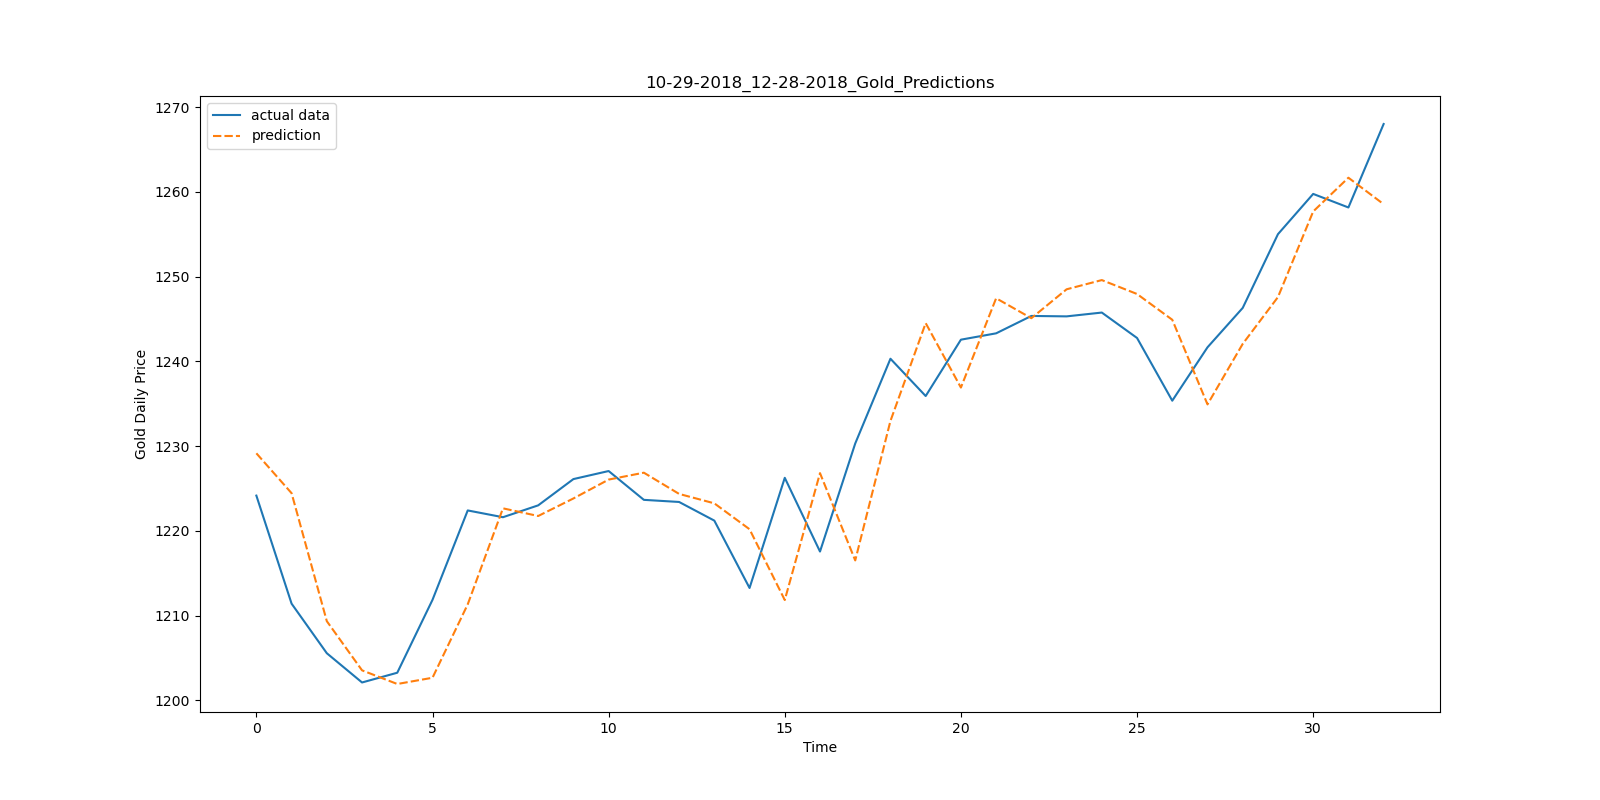 10-29-2018_12-28-2018_Gold_Predictions
actual data
prediction
Gold Daily Price
1270
1260
1250
1240
1230
1220
1210
1200
0 5 10 15 20 25 30
Time